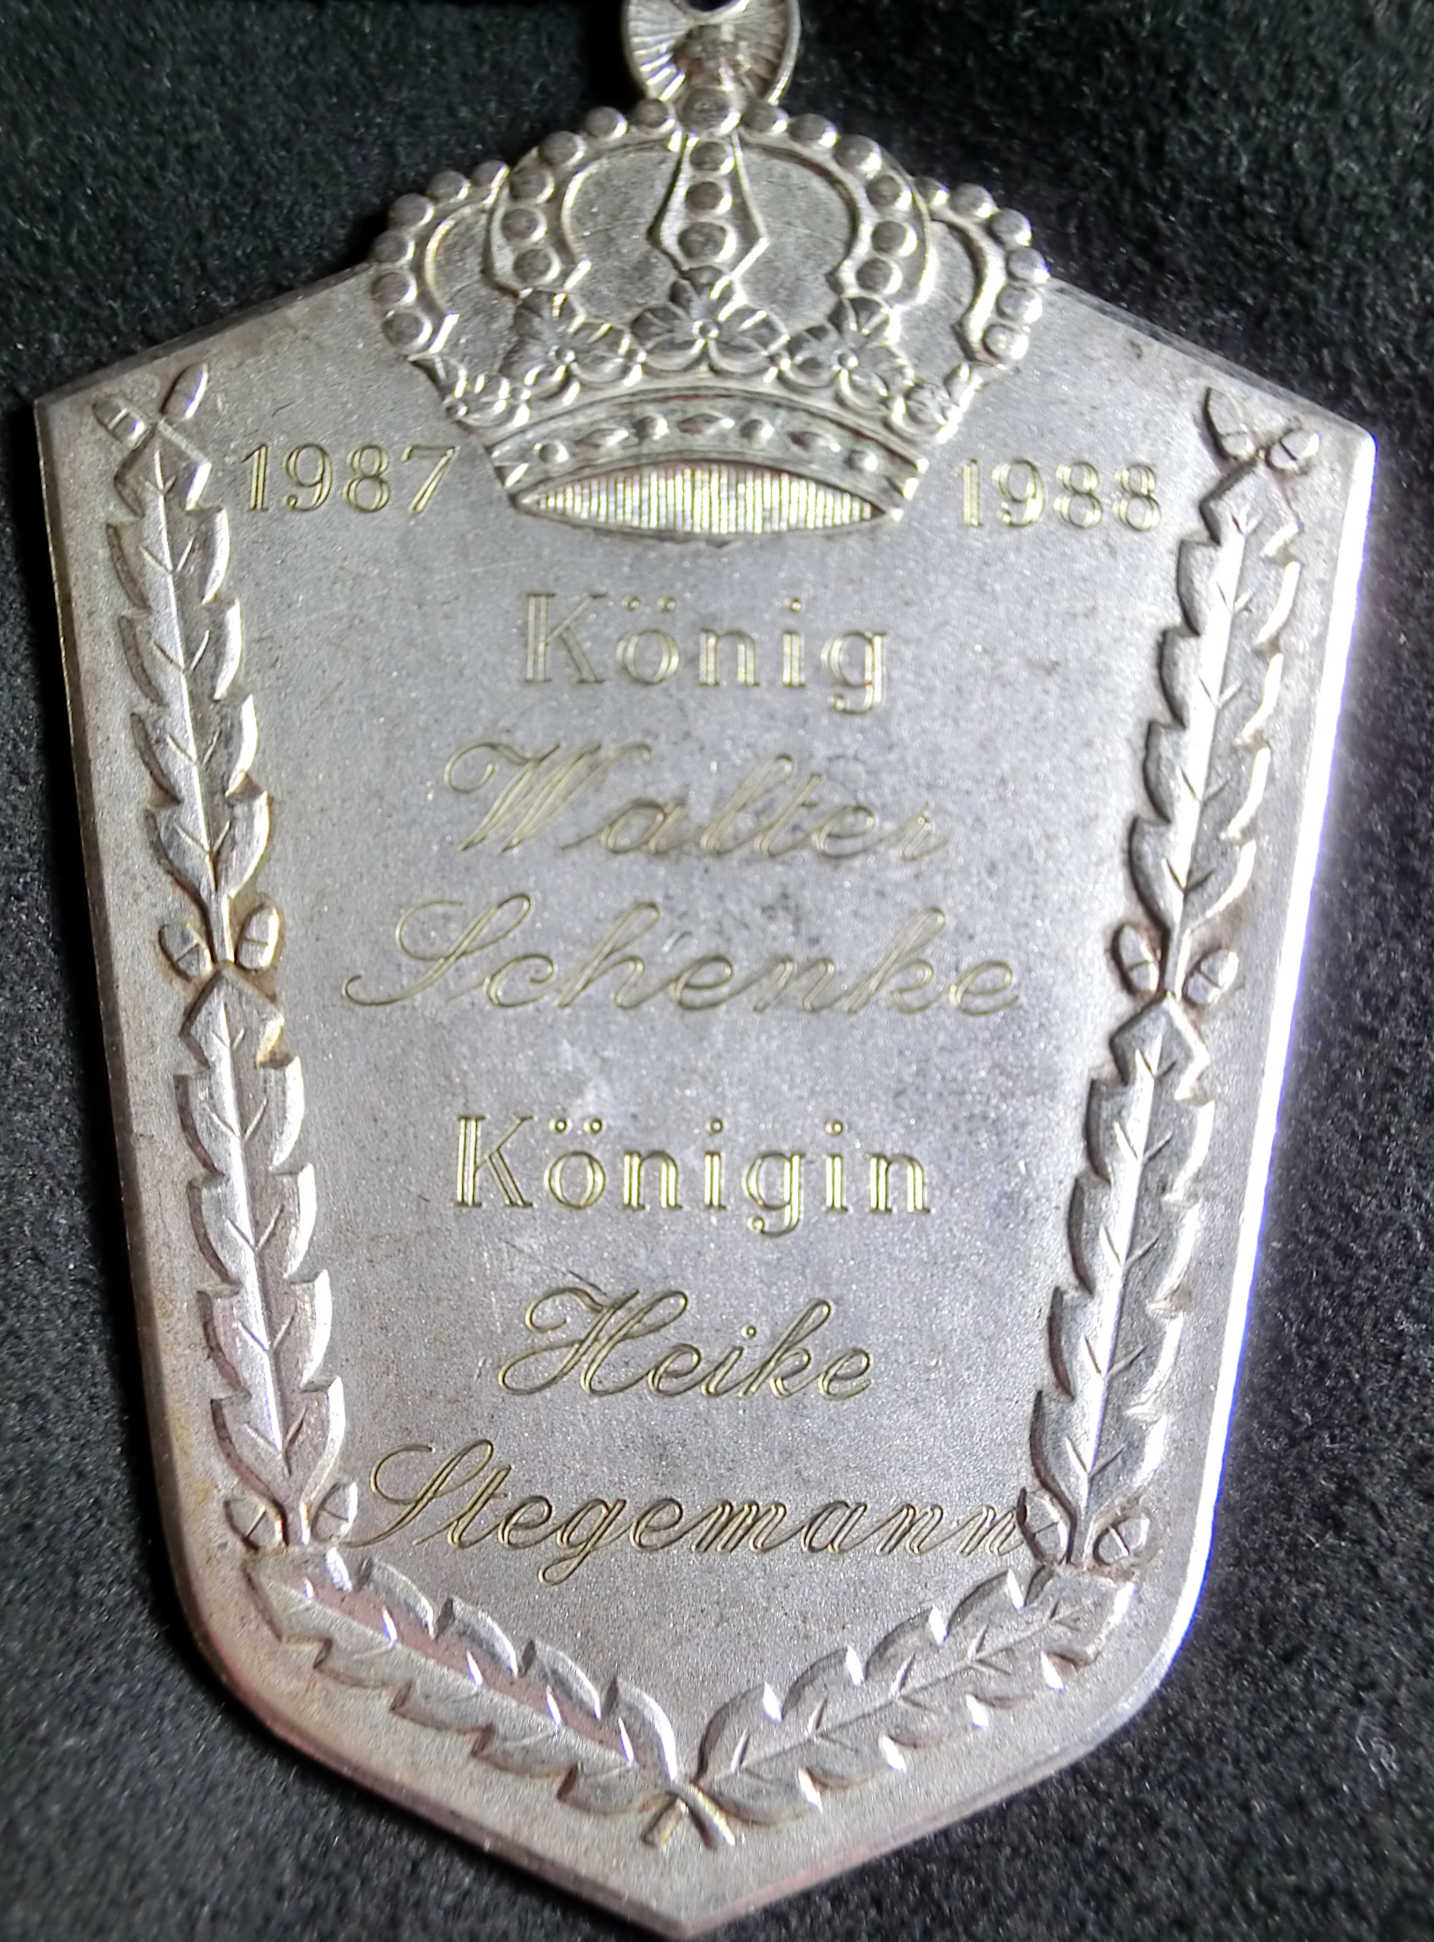 1987 1988
König
Walter
Schenke
Königin
Heike
Stegemann